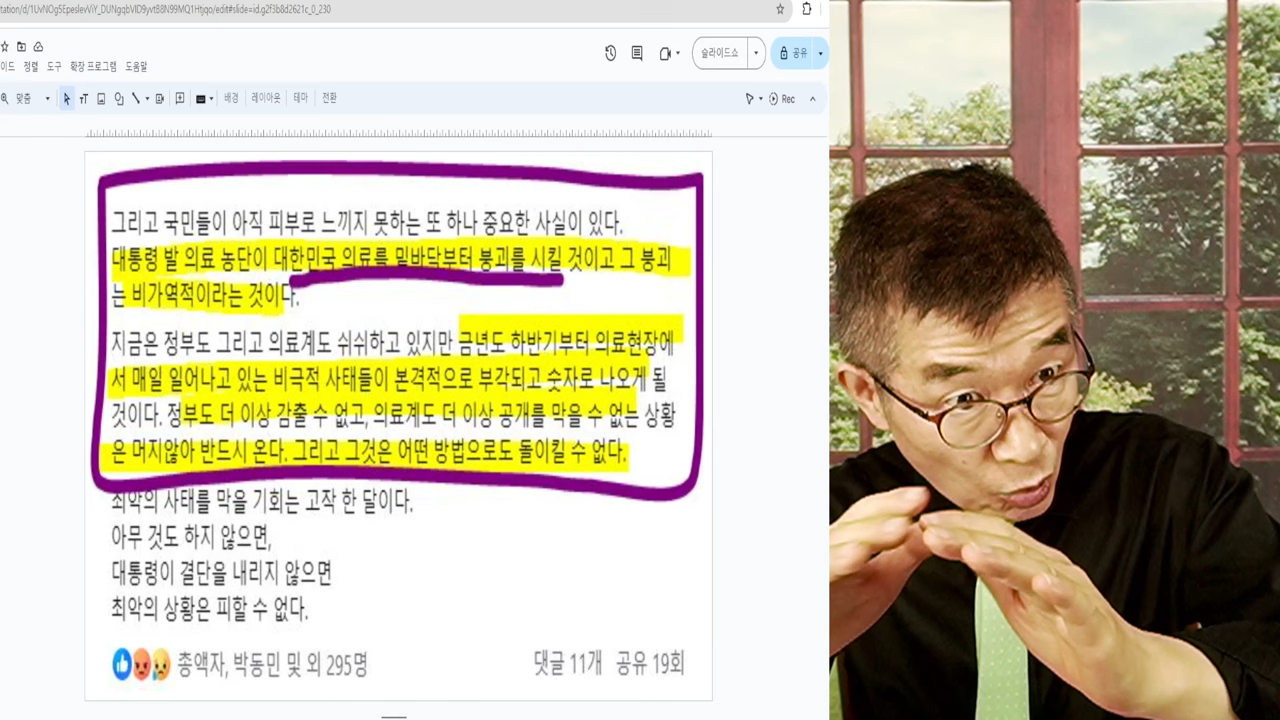 tation/d/1UvNOg5EpeslevViY_DUNgqbVID9yvtB8N99MQ1Htjqo/edit#slide=id.g2f3b8d2621c_0_230
슬라이드쇼
공유
이드 정렬 도구 확장 프로그램 도움말
맞춤
배경 레이아웃 테마 전환
Rec
그리고 국민들이 아직 피부로 느끼지 못하는 또 하나 중요한 사실이 있다.
대통령 발 의료 농단이 대한민국 의료를 밑바닥부터 붕괴를 시킬 것이고 그 붕괴
는 비가역적이라는 것이다.
지금은 정부도 그리고 의료계도 쉬쉬하고 있지만 금년도 하반기부터 의료현장에
서 매일 일어나고 있는 비극적 사태들이 본격적으로 부각되고 숫자로 나오게 될
것이다. 정부도 더 이상 감출 수 없고, 의료계도 더 이상 공개를 막을 수 없는 상황
은 머지않아 반드시 온다. 그리고 그것은 어떤 방법으로도 돌이킬 수 없다.
최악의 사태를 막을 기회는 고작 한 달이다.
아무 것도 하지 않으면,
대통령이 결단을 내리지 않으면
최악의 상황은 피할 수 없다.
총액자, 박동민 및 외 295명
댓글 11개 공유 19회